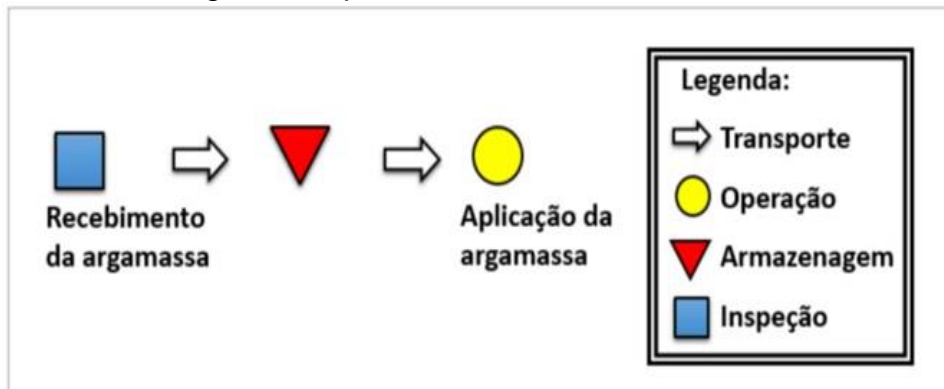 Recebimento
da argamassa
Aplicação da
argamassa
Legenda:
Transporte
Operação
Armazenagem
Inspeção